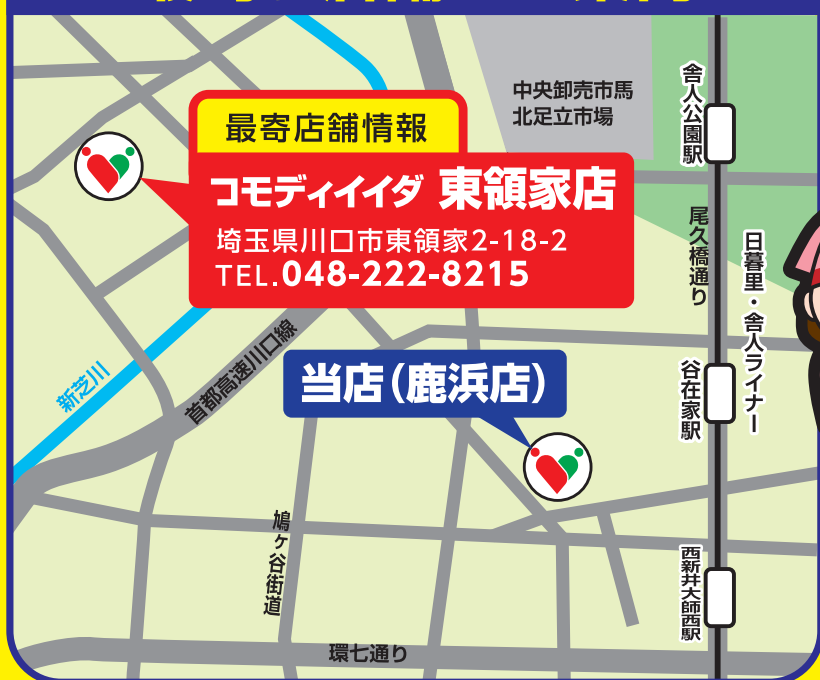 中央卸売市馬
北足立市場
舎人公園駅
最寄店舗情報
コモディイイダ 東領家店
埼玉県川口市東領家2-18-2
TEL.048-222-8215
尾久橋通り
日暮里・舎人ライナー
首都高速川口線
新芝川
当店(鹿浜店)
谷在家駅
鳩ヶ谷街道
西新井大師西駅
環七通り